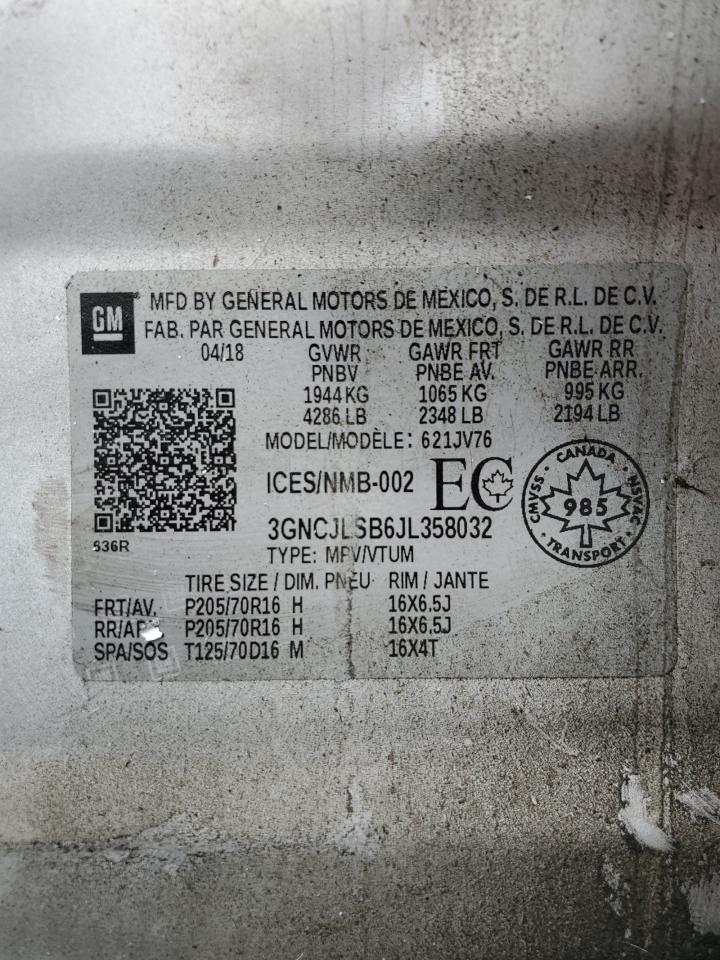 GM
MFD BY GENERAL MOTORS DE MEXICO, S. DE R.L. DE C.V.
FAB. PAR GENERAL MOTORS DE MEXICO, S. DE R.L. DE C.V.
04/18 GVWR GAWR FRT GAWR RR
PNBV PNBE AV. PNBE ARR.
1944 KG 1065 KG 995 KG
4286 LB 2348 LB 2194 LB
MODEL/MODÈLE: 621JV76
ICES/NMB-002 EC
CANADA
CMVSS 985 NSVAC
TRANSPORT
3GNCJLSB6JL358032
636R
TYPE: MPV/VTUM
TIRE SIZE / DIM. PNEU RIM / JANTE
FRT/AV. P205/70R16 H 16X6.5J
RR/ P205/70R16 H 16X6.5J
SPA/SOS T125/70D16 M 16X4T